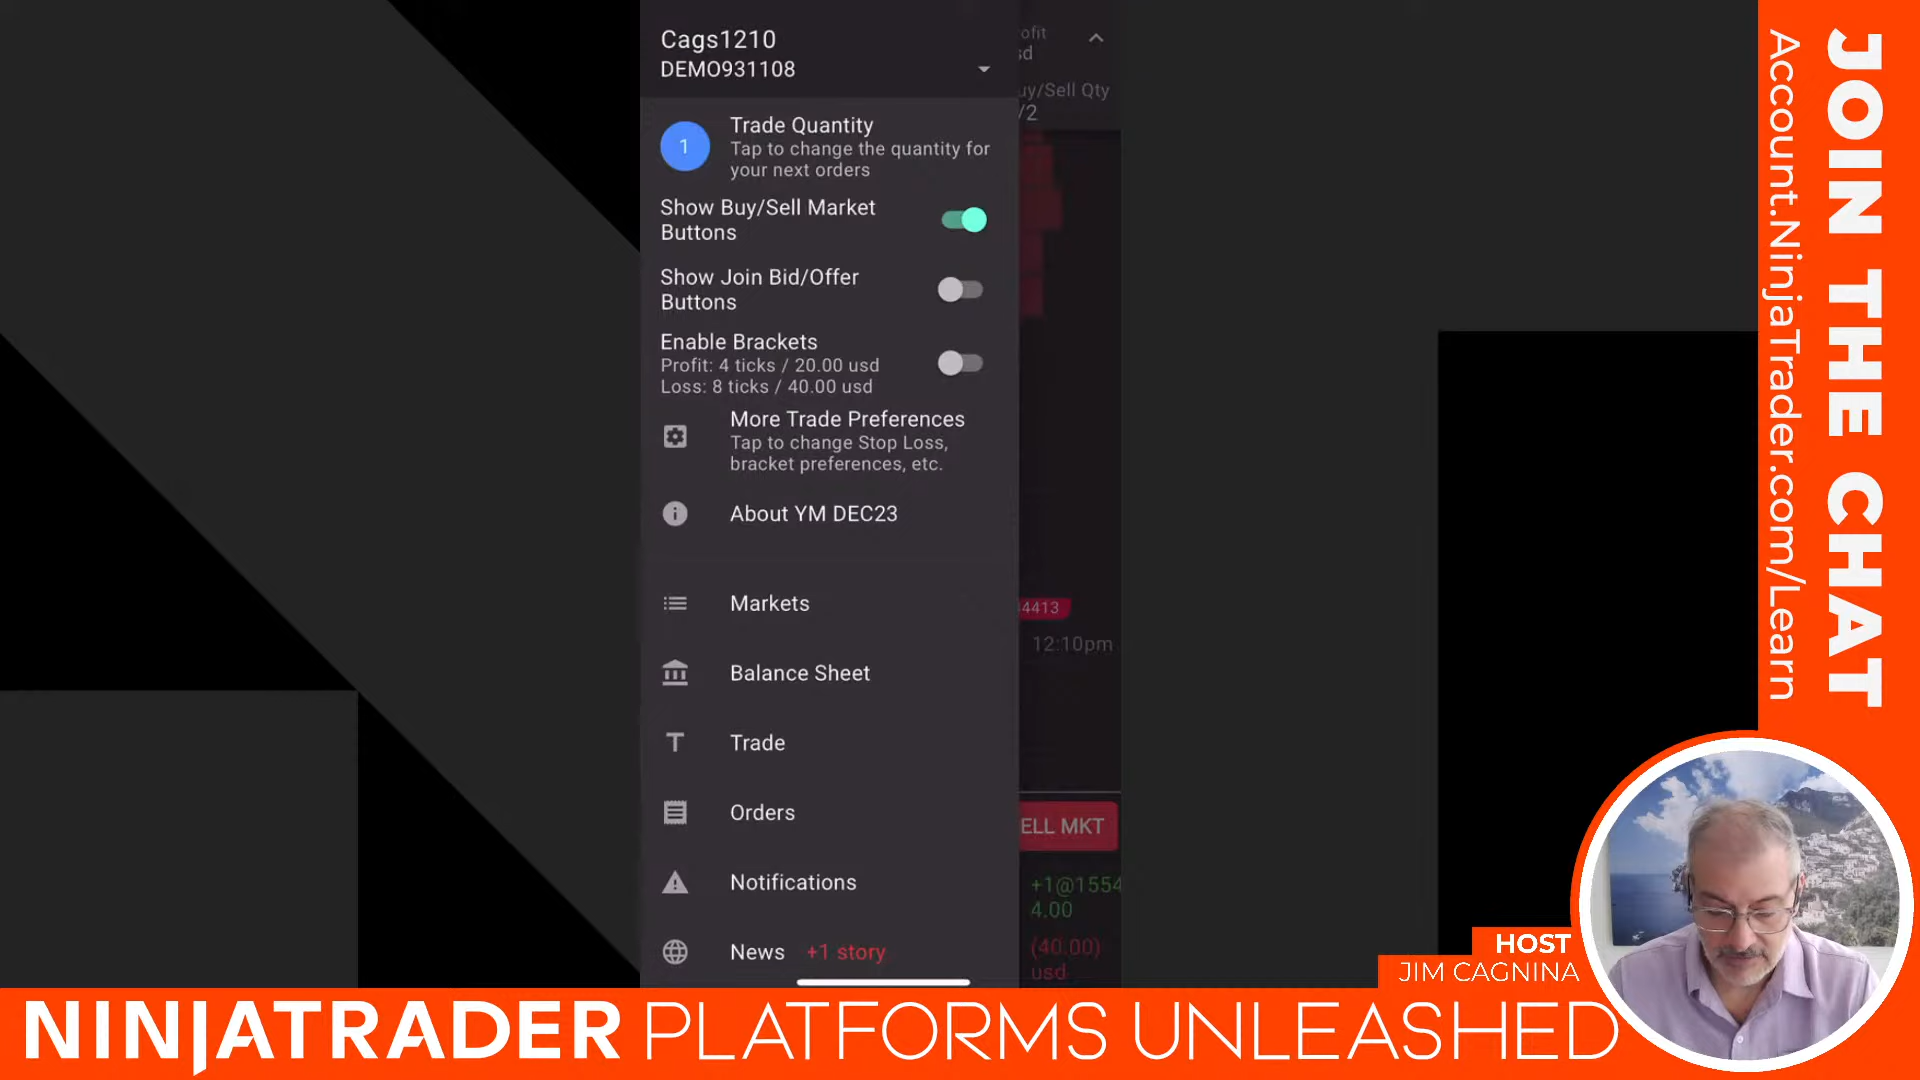 Cags1210
DEMO931108
1
Trade Quantity
Tap to change the quantity for
your next orders
Show Buy/Sell Market
Buttons
Show Join Bid/Offer
Buttons
Enable Brackets
Profit: 4 ticks / 20.00 usd
Loss: 8 ticks / 40.00 usd
More Trade Preferences
Tap to change Stop Loss,
bracket preferences, etc.
About YM DEC23
Markets
Balance Sheet
Trade
Orders
Notifications
News +1 story
ofit
sd
uy/Sell Qty
/2
4413
12:10pm
ELL MKT
+1@1554
4.00
(40.00)
usd
JOIN THE CHAT
Account.NinjaTrader.com/Learn
HOST
JIM CAGNINA
NINJATRADER PLATFORMS UNLEASHED